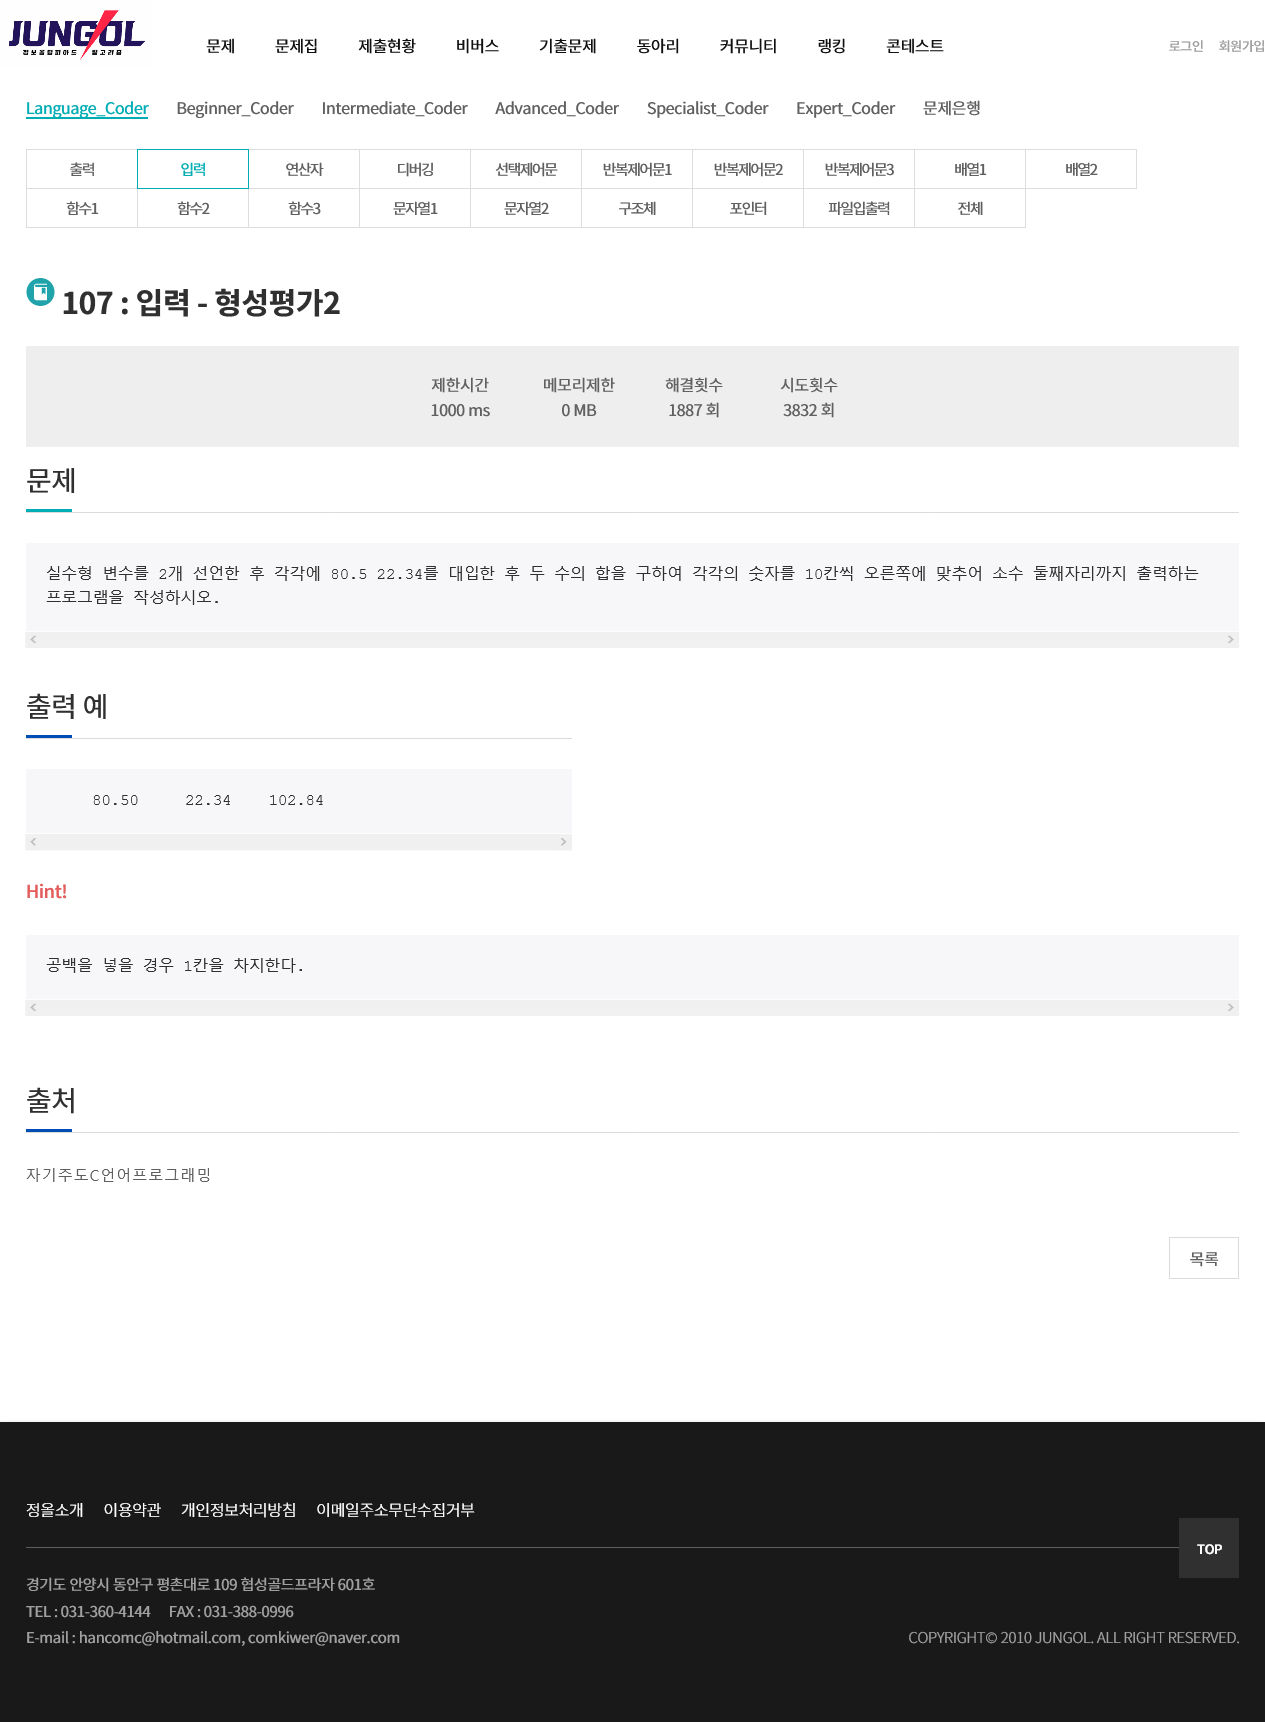 JUNGOL
정보올림피아드 알고리즘
문제 문제집 제출현황 비버스 기출문제 동아리 커뮤니티 랭킹 콘테스트 로그인 회원가입
Language_Coder Beginner_Coder Intermediate_Coder Advanced_Coder Specialist_Coder Expert_Coder 문제은행
출력 입력 연산자 디버깅 선택제어문 반복제어문1 반복제어문2 반복제어문3 배열1 배열2
함수1 함수2 함수3 문자열1 문자열2 구조체 포인터 파일입출력 전체
107 : 입력 - 형성평가2
제한시간 메모리제한 해결횟수 시도횟수
1000 ms 0 MB 1887 회 3832 회
문제
실수형 변수를 2개 선언한 후 각각에 80.5 22.34를 대입한 후 두 수의 합을 구하여 각각의 숫자를 10칸씩 오른쪽에 맞추어 소수 둘째자리까지 출력하는
프로그램을 작성하시오.
출력 예
80.50 22.34 102.84
Hint!
공백을 넣을 경우 1칸을 차지한다.
출처
자기주도C언어프로그래밍
목록
정올소개 이용약관 개인정보처리방침 이메일주소무단수집거부
TOP
경기도 안양시 동안구 평촌대로 109 협성골드프라자 601호
TEL : 031-360-4144 FAX : 031-388-0996
E-mail : hancomc@hotmail.com, comkiwer@naver.com COPYRIGHT© 2010 JUNGOL. ALL RIGHT RESERVED.